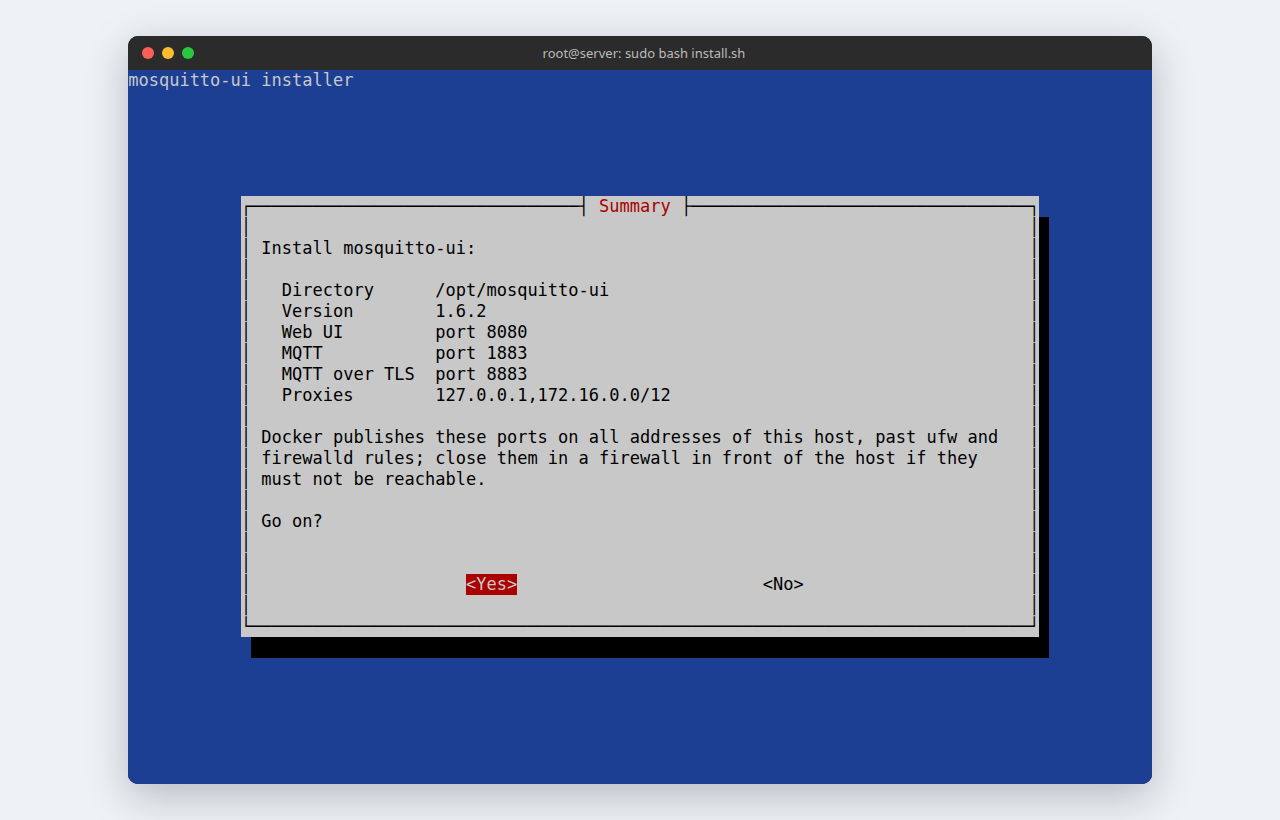 root@server: sudo bash install.sh
mosquitto-ui installer
Summary
Install mosquitto-ui:
Directory      /opt/mosquitto-ui
Version        1.6.2
Web UI         port 8080
MQTT           port 1883
MQTT over TLS  port 8883
Proxies        127.0.0.1,172.16.0.0/12
Docker publishes these ports on all addresses of this host, past ufw and
firewalld rules; close them in a firewall in front of the host if they
must not be reachable.
Go on?
<Yes> <No>